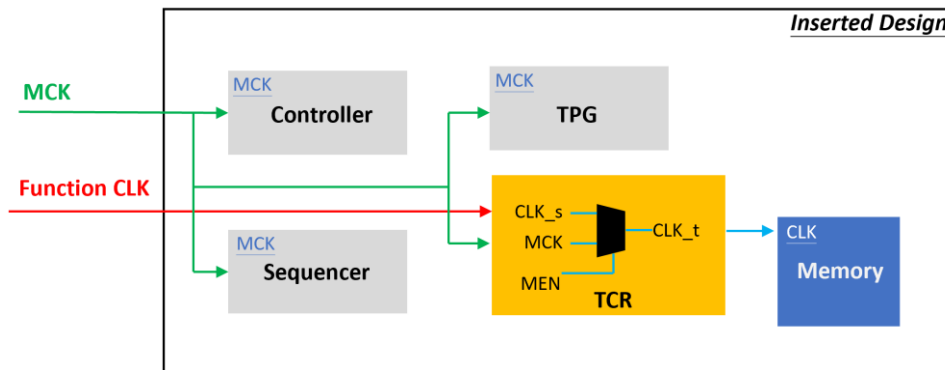 Inserted Design
MCK
MCK
Controller
MCK
TPG
Function CLK
MCK
Sequencer
CLK_s
MCK
MEN
CLK_t
TCR
CLK
Memory